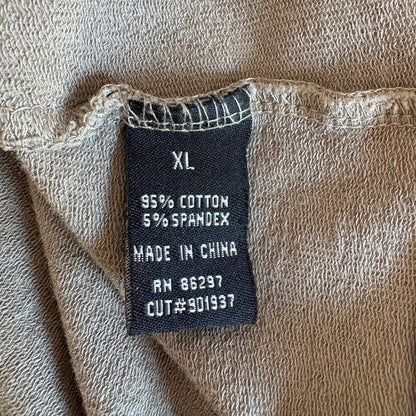 XL
95% COTTON
5% SPANDEX
MADE IN CHINA
RN 86297
CUT#901937